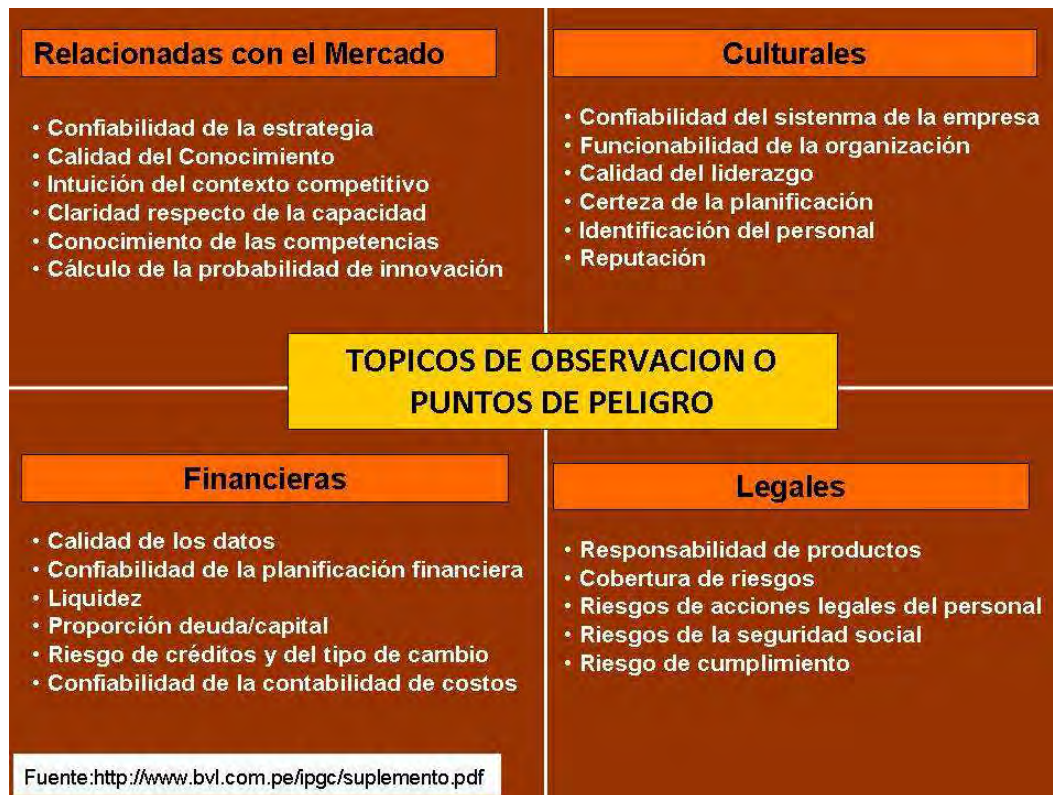 Relacionadas con el Mercado
• Confiabilidad de la estrategia
• Calidad del Conocimiento
• Intuición del contexto competitivo
• Claridad respecto de la capacidad
• Conocimiento de las competencias
• Cálculo de la probabilidad de innovación
Culturales
• Confiabilidad del sistenma de la empresa
• Funcionabilidad de la organización
• Calidad del liderazgo
• Certeza de la planificación
• Identificación del personal
• Reputación
TOPICOS DE OBSERVACION O
PUNTOS DE PELIGRO
Financieras
• Calidad de los datos
• Confiabilidad de la planificación financiera
• Liquidez
• Proporción deuda/capital
• Riesgo de créditos y del tipo de cambio
• Confiabilidad de la contabilidad de costos
Legales
• Responsabilidad de productos
• Cobertura de riesgos
• Riesgos de acciones legales del personal
• Riesgos de la seguridad social
• Riesgo de cumplimiento
Fuente:http://www.bvl.com.pe/ipgc/suplemento.pdf